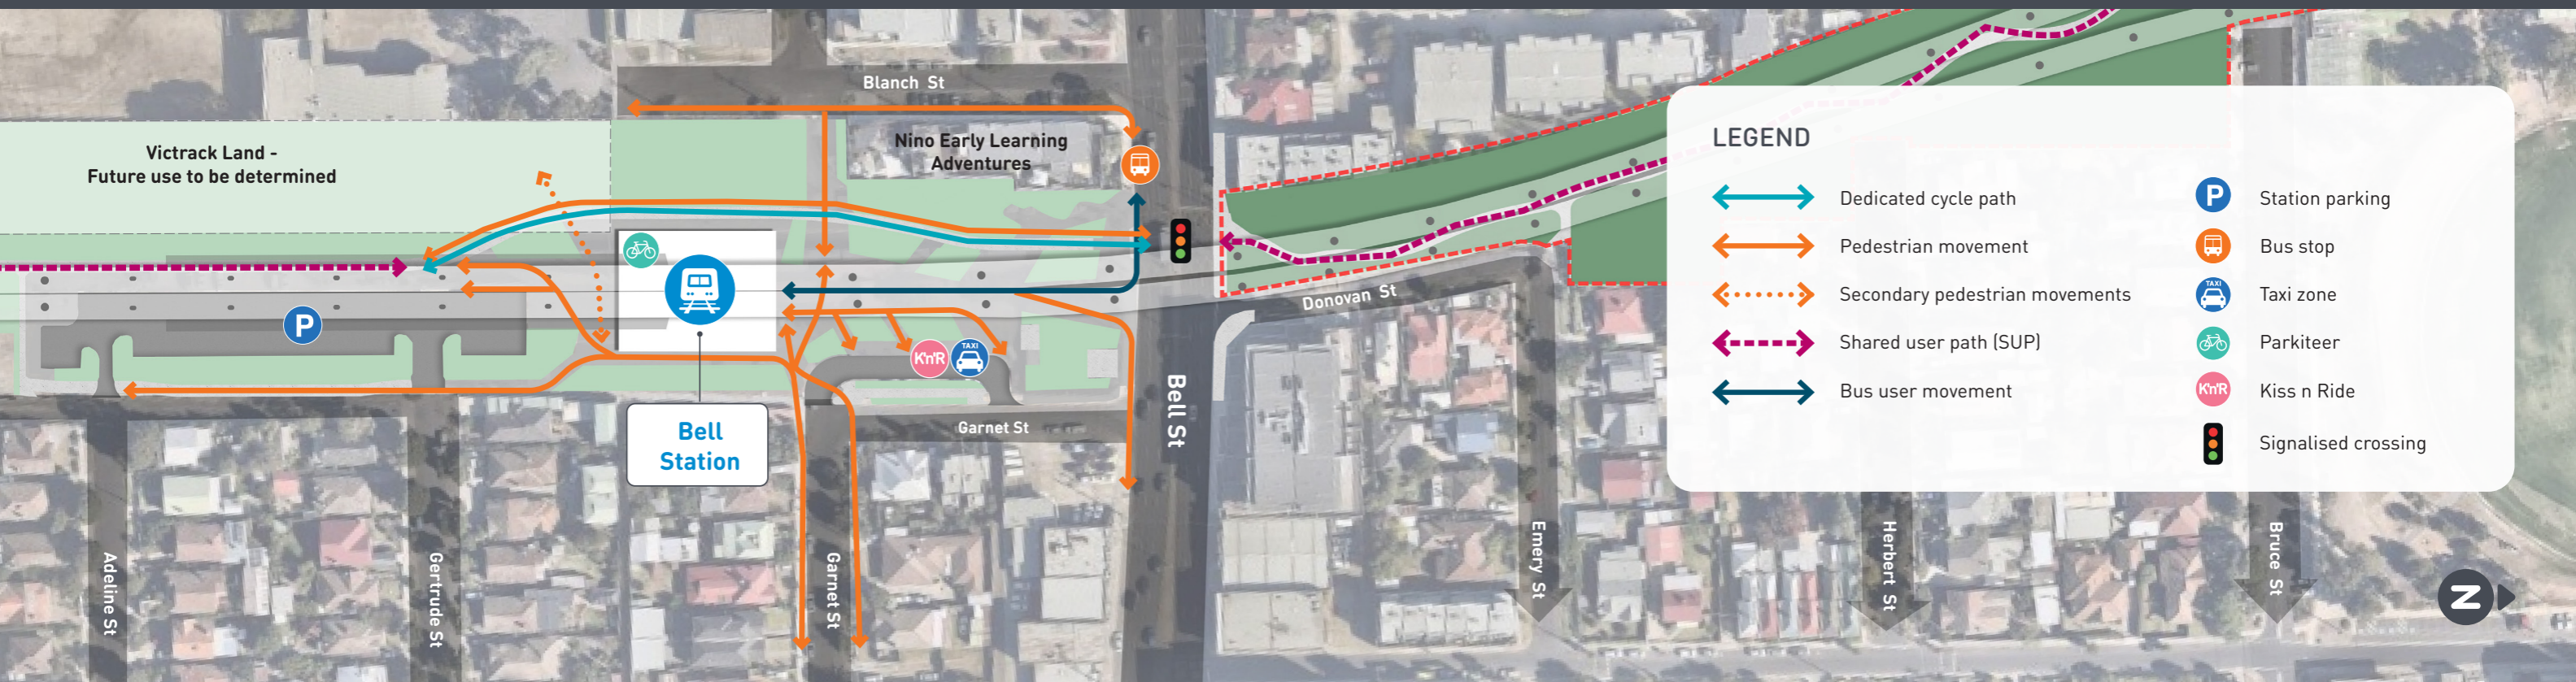 Blanch St
Victrack Land -
Future use to be determined
Nino Early Learning
Adventures
P
K'n'R
TAXI
Bell
Station
Donovan St
Bell St
Garnet St
Adeline St
Gertrude St
Garnet St
Emery St
Herbert St
Bruce St
LEGEND
Dedicated cycle path
Pedestrian movement
Secondary pedestrian movements
Shared user path (SUP)
Bus user movement
P Station parking
Bus stop
TAXI Taxi zone
Parkiteer
K'n'R Kiss n Ride
Signalised crossing
N